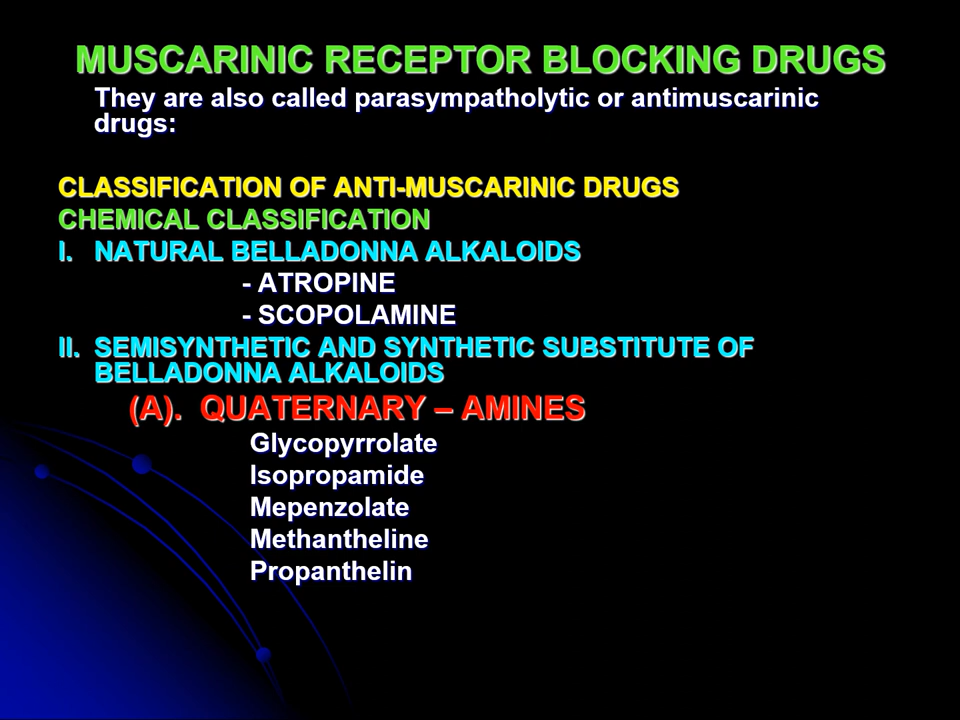 MUSCARINIC RECEPTOR BLOCKING DRUGS
They are also called parasympatholytic or antimuscarinic
drugs:
CLASSIFICATION OF ANTI-MUSCARINIC DRUGS
CHEMICAL CLASSIFICATION
I. NATURAL BELLADONNA ALKALOIDS
- ATROPINE
- SCOPOLAMINE
II. SEMISYNTHETIC AND SYNTHETIC SUBSTITUTE OF
BELLADONNA ALKALOIDS
(A). QUATERNARY – AMINES
Glycopyrrolate
Isopropamide
Mepenzolate
Methantheline
Propanthelin